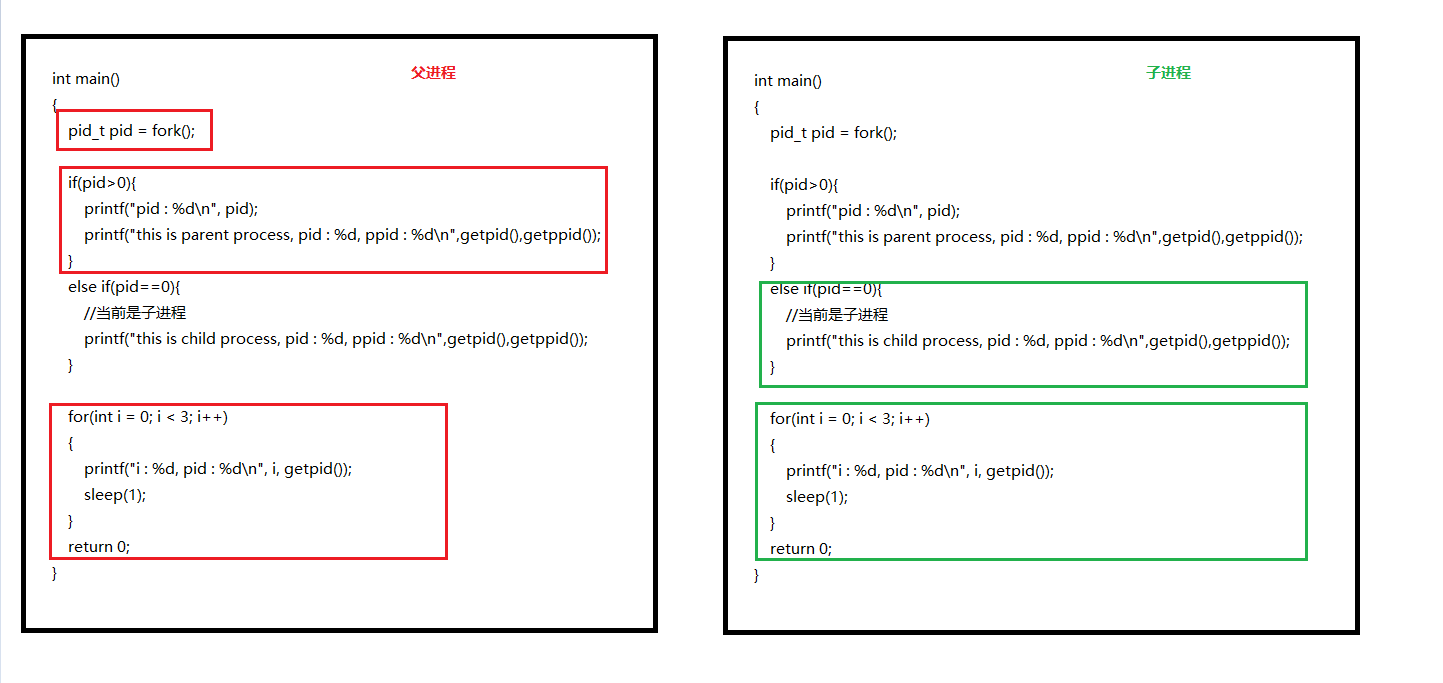 父进程
int main()
{
pid_t pid = fork();
if(pid>0){
printf("pid : %d\n", pid);
printf("this is parent process, pid : %d, ppid : %d\n",getpid(),getppid());
}
else if(pid==0){
//当前是子进程
printf("this is child process, pid : %d, ppid : %d\n",getpid(),getppid());
}
for(int i = 0; i < 3; i++)
{
printf("i : %d, pid : %d\n", i, getpid());
sleep(1);
}
return 0;
}
子进程
int main()
{
pid_t pid = fork();
if(pid>0){
printf("pid : %d\n", pid);
printf("this is parent process, pid : %d, ppid : %d\n",getpid(),getppid());
}
else if(pid==0){
//当前是子进程
printf("this is child process, pid : %d, ppid : %d\n",getpid(),getppid());
}
for(int i = 0; i < 3; i++)
{
printf("i : %d, pid : %d\n", i, getpid());
sleep(1);
}
return 0;
}